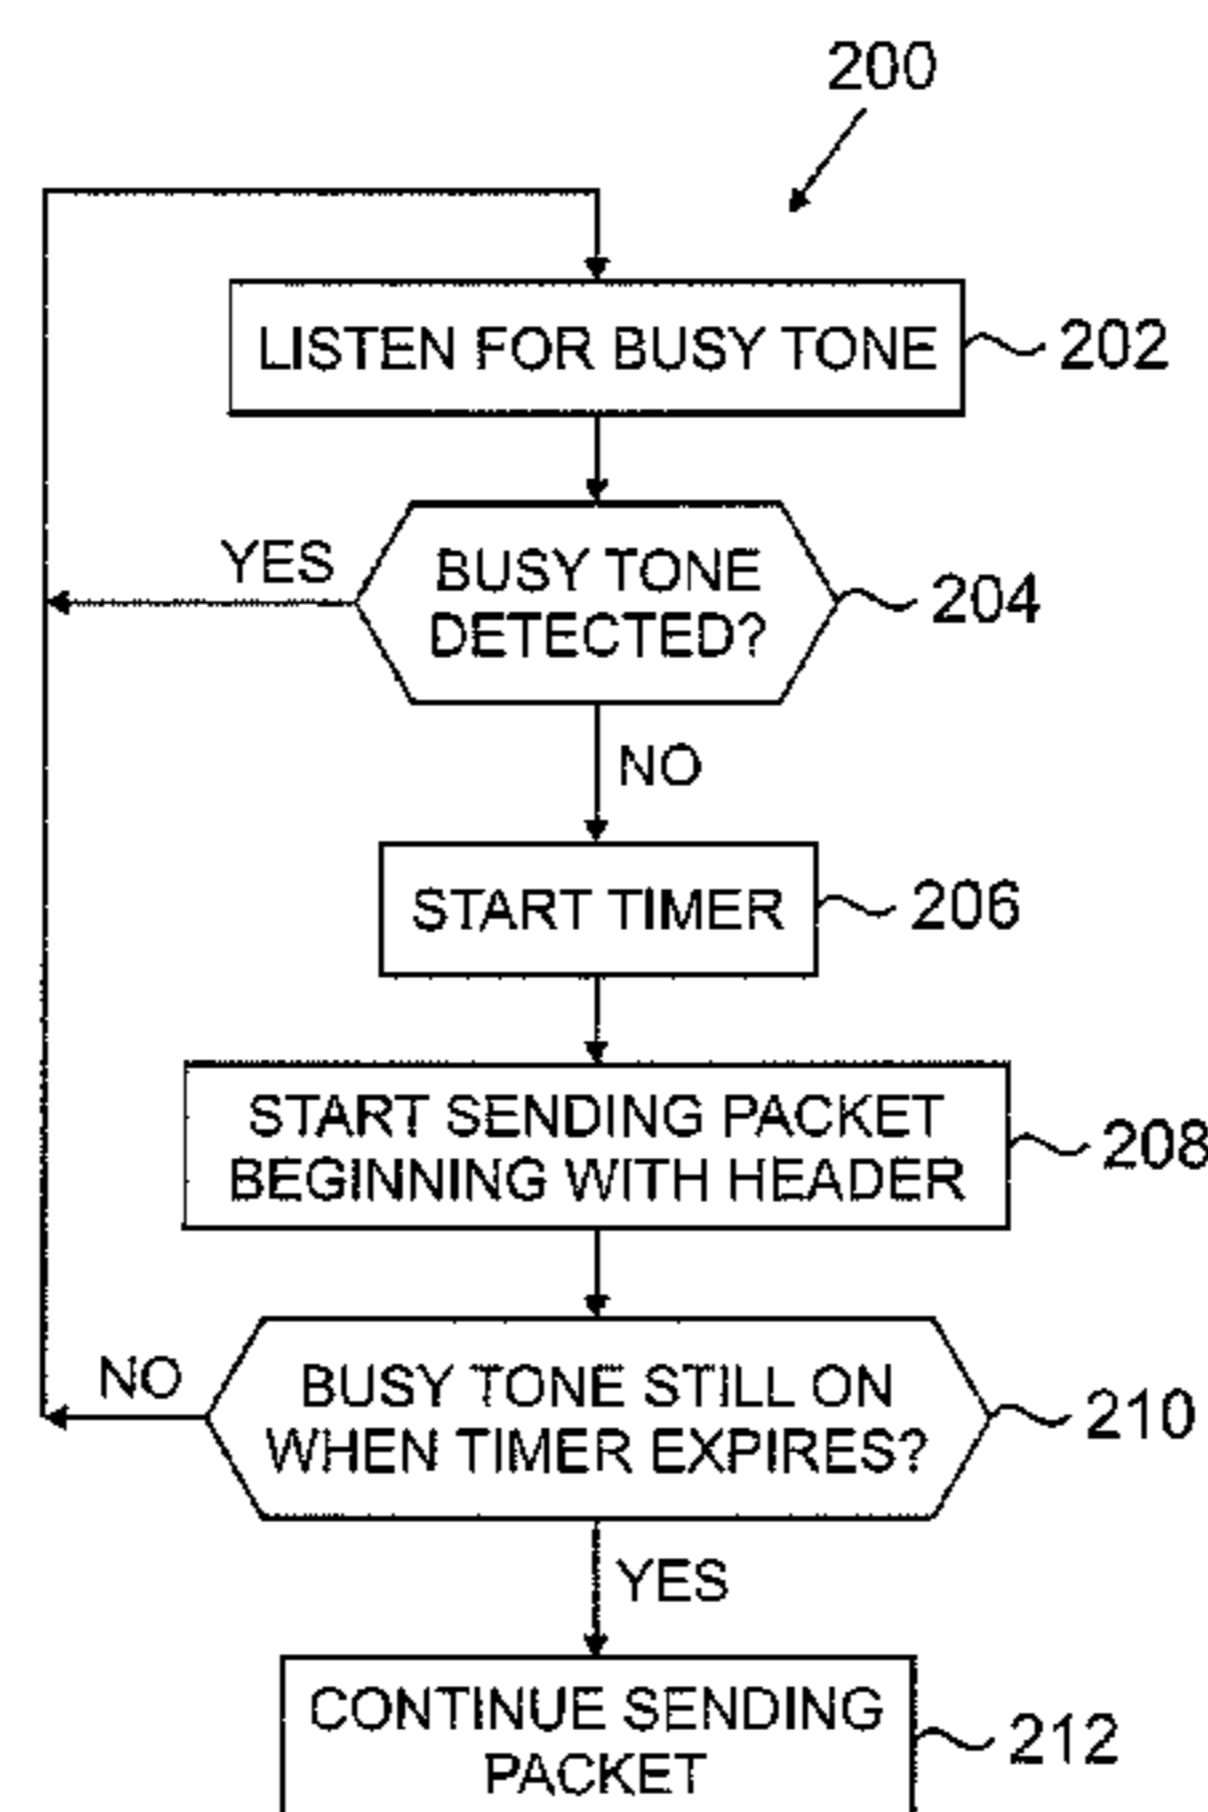 200
LISTEN FOR BUSY TONE
202
YES
BUSY TONE
DETECTED?
204
NO
START TIMER
206
START SENDING PACKET
BEGINNING WITH HEADER
208
NO
BUSY TONE STILL ON
WHEN TIMER EXPIRES?
210
YES
CONTINUE SENDING
PACKET
212